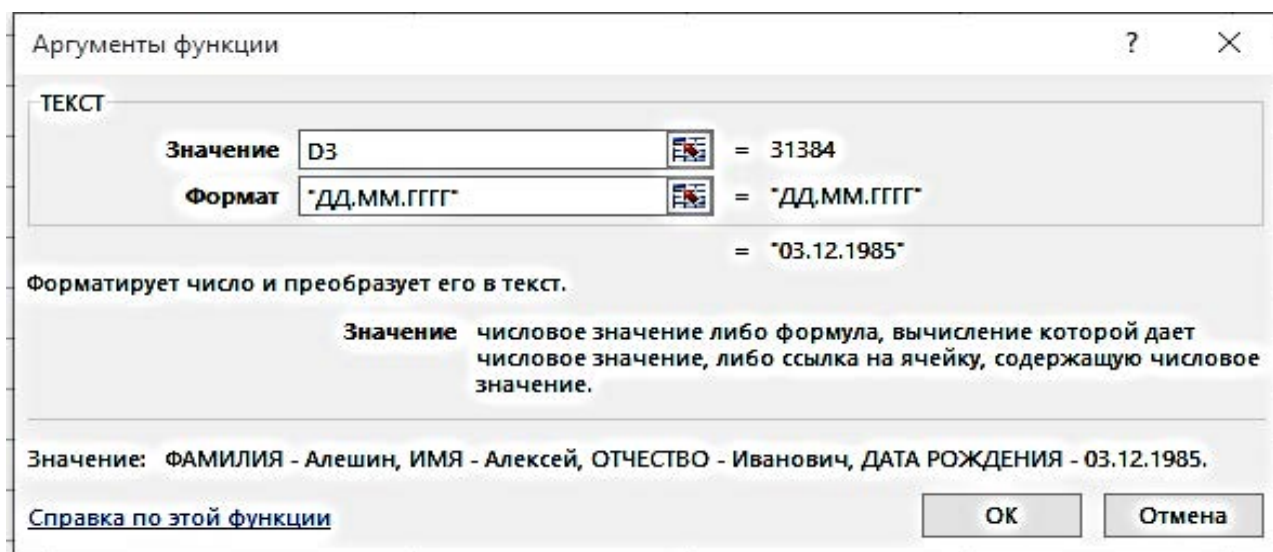 Аргументы функции ?
ТЕКСТ
Значение D3 = 31384
Формат "ДД.ММ.ГГГГ" = "ДД.ММ.ГГГГ"
= "03.12.1985"
Форматирует число и преобразует его в текст.
Значение числовое значение либо формула, вычисление которой дает
числовое значение, либо ссылка на ячейку, содержащую числовое
значение.
Значение: ФАМИЛИЯ - Алешин, ИМЯ - Алексей, ОТЧЕСТВО - Иванович, ДАТА РОЖДЕНИЯ - 03.12.1985.
Справка по этой функции ОК Отмена